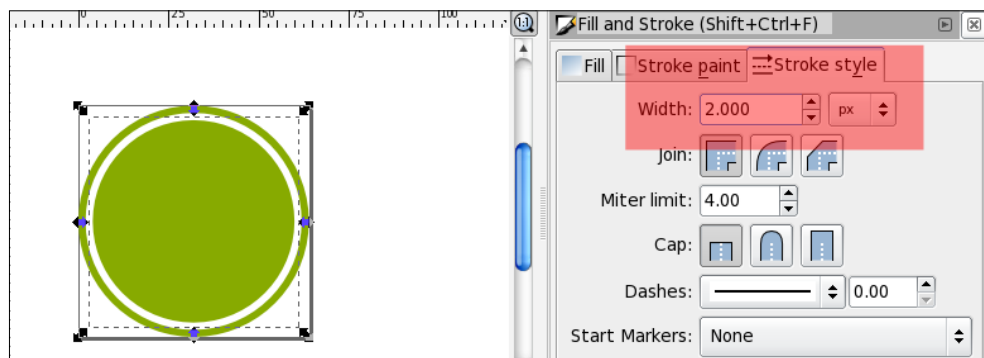 0 25 50 75 100
1:1
Fill and Stroke (Shift+Ctrl+F)
Fill Stroke paint Stroke style
Width: 2.000 px
Join:
Miter limit: 4.00
Cap:
Dashes: 0.00
Start Markers: None